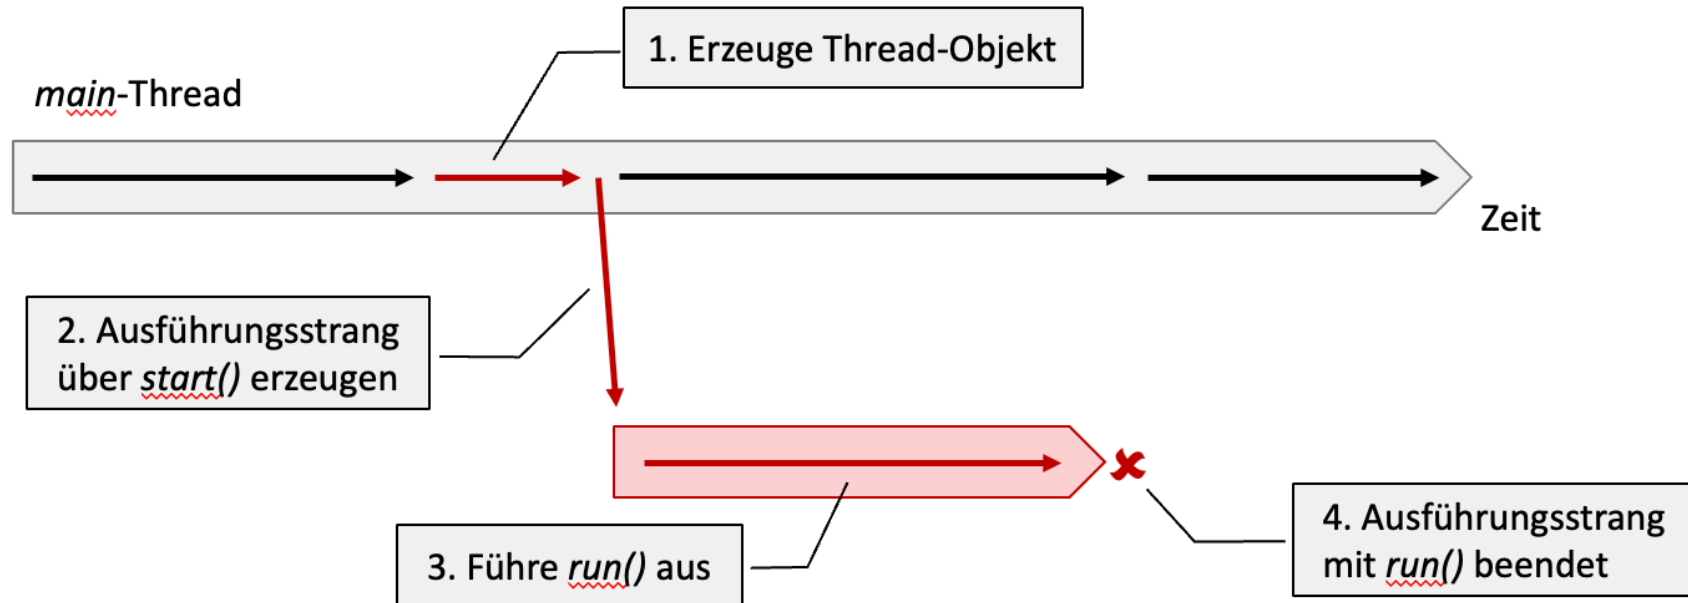 1. Erzeuge Thread-Objekt
main-Thread
Zeit
2. Ausführungsstrang
über start() erzeugen
3. Führe run() aus
4. Ausführungsstrang
mit run() beendet